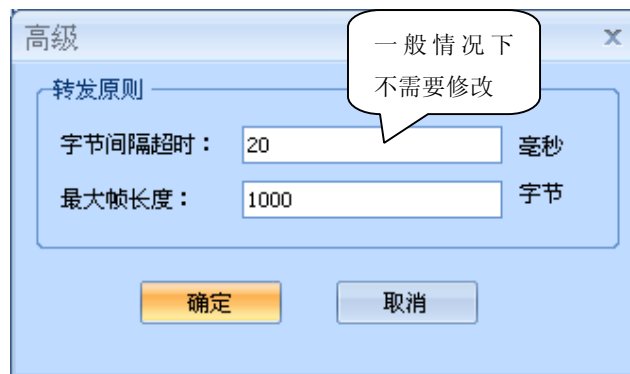 高级
一般情况下
不需要修改
转发原则
字节间隔超时： 20 毫秒
最大帧长度： 1000 字节
确定 取消